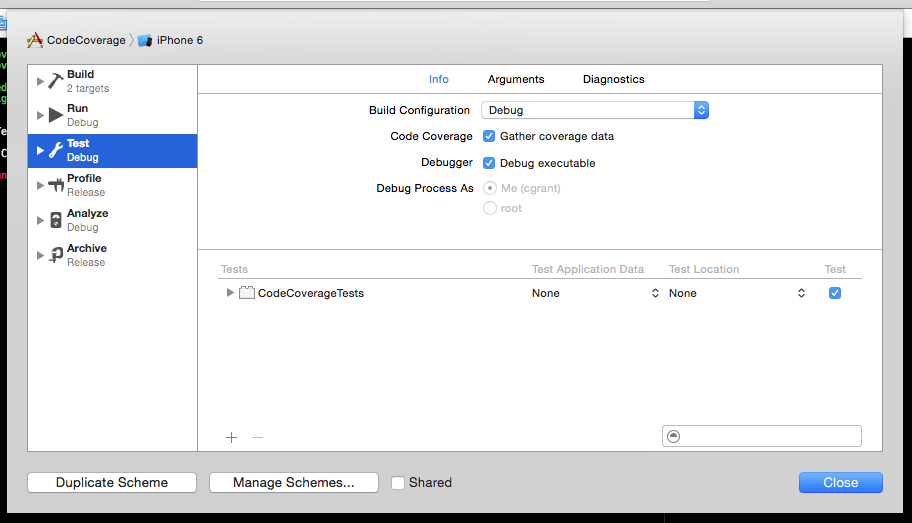 CodeCoverage iPhone 6
Build
2 targets
Run
Debug
Test
Debug
Profile
Release
Analyze
Debug
Archive
Release
Info Arguments Diagnostics
Build Configuration Debug
Code Coverage Gather coverage data
Debugger Debug executable
Debug Process As Me (cgrant)
root
Tests Test Application Data Test Location Test
CodeCoverageTests None None
Duplicate Scheme Manage Schemes... Shared Close